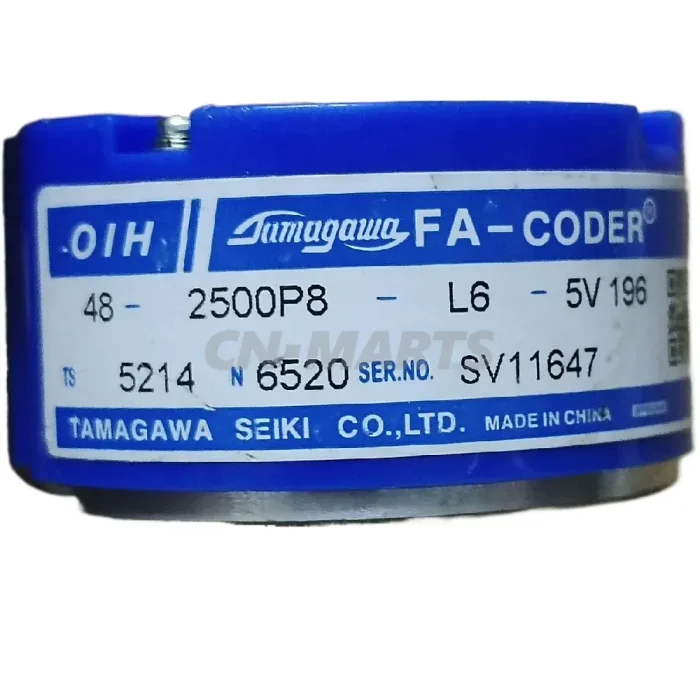 OIH Tamagawa FA-CODER®
48 - 2500P8 - L6 - 5V 196
CN-MARTS
TS 5214 N 6520 SER.NO. SV11647
TAMAGAWA SEIKI CO.,LTD. MADE IN CHINA